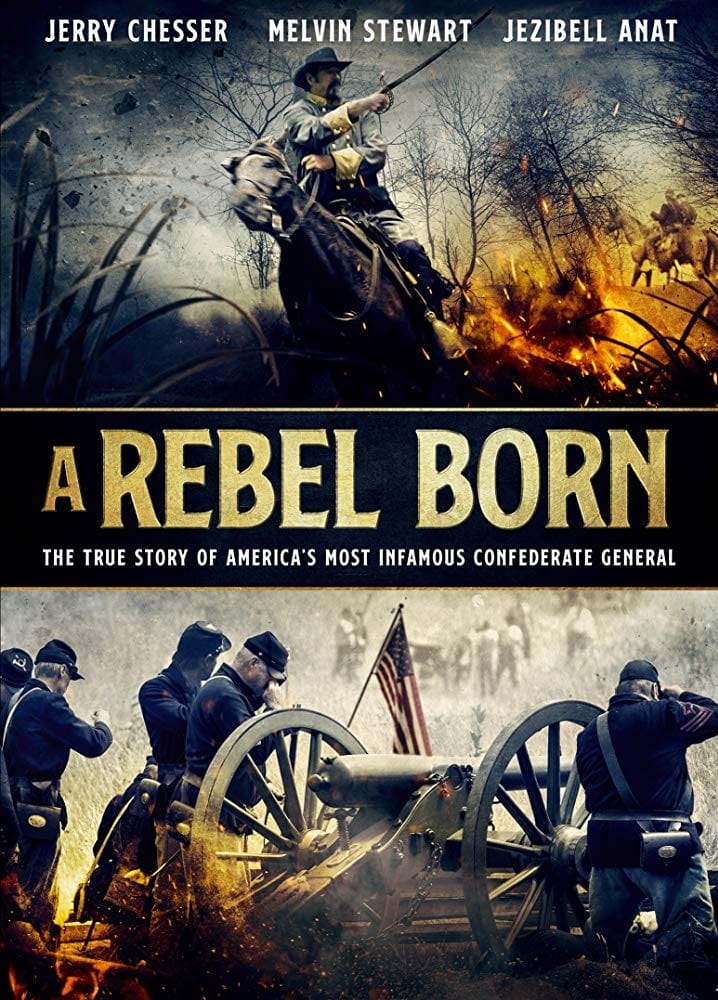 JERRY CHESSER MELVIN STEWART JEZIBELL ANAT
A REBEL BORN
THE TRUE STORY OF AMERICA'S MOST INFAMOUS CONFEDERATE GENERAL